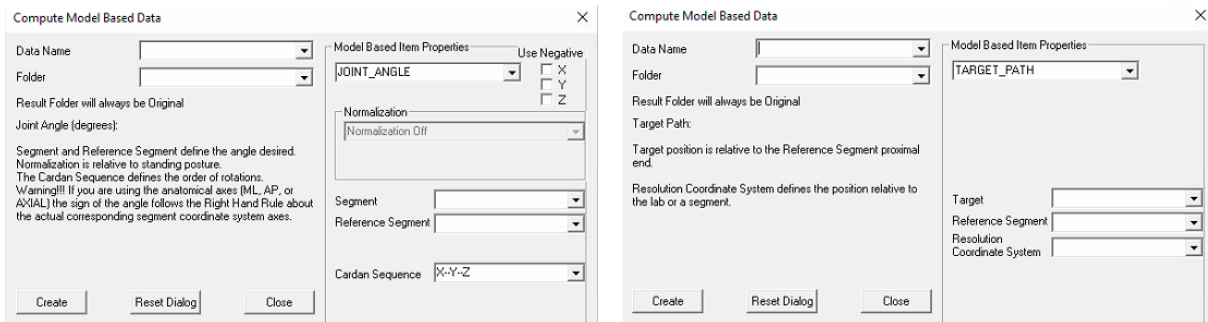 Compute Model Based Data
Data Name
Folder
Result Folder will always be Original
Joint Angle (degrees):
Segment and Reference Segment define the angle desired.
Normalization is relative to standing posture.
The Cardan Sequence defines the order of rotations.
Warning!!! If you are using the anatomical axes (ML, AP, or
AXIAL) the sign of the angle follows the Right Hand Rule about
the actual corresponding segment coordinate system axes.
Create
Reset Dialog
Close
Model Based Item Properties
Use Negative
JOINT_ANGLE
X
Y
Z
Normalization
Normalization Off
Segment
Reference Segment
Cardan Sequence
X--Y--Z
Compute Model Based Data
Data Name
Folder
Result Folder will always be Original
Target Path:
Target position is relative to the Reference Segment proximal
end.
Resolution Coordinate System defines the position relative to
the lab or a segment.
Create
Reset Dialog
Close
Model Based Item Properties
TARGET_PATH
Target
Reference Segment
Resolution
Coordinate System